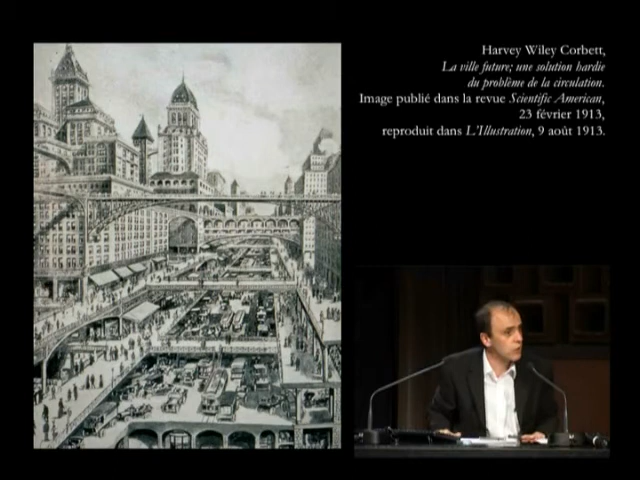 Harvey Wiley Corbett,
La ville future; une solution hardie
du problème de la circulation.
Image publié dans la revue Scientific American,
23 février 1913,
reproduit dans L'Illustration, 9 août 1913.